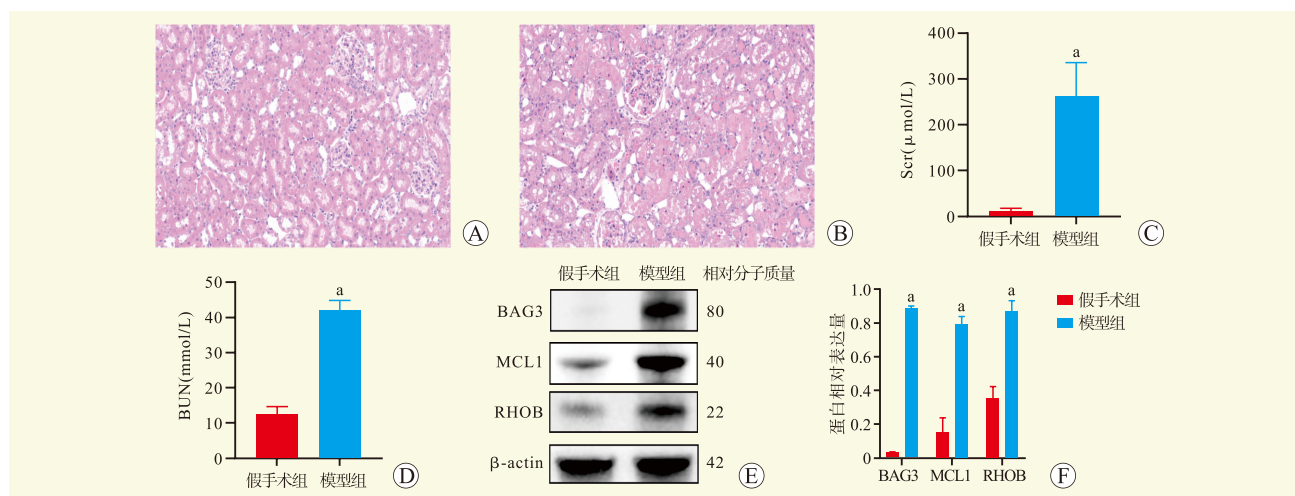 A
B
400
300
200
100
0
Scr(μmol/L)
a
假手术组 模型组
C
50
40
30
20
10
0
BUN(mmol/L)
a
假手术组 模型组
D
假手术组 模型组 相对分子质量
BAG3 80
MCL1 40
RHOB 22
β-actin 42
E
1.0
0.8
0.6
0.4
0.2
0
蛋白相对表达量
a a a
BAG3 MCL1 RHOB
假手术组
模型组
F